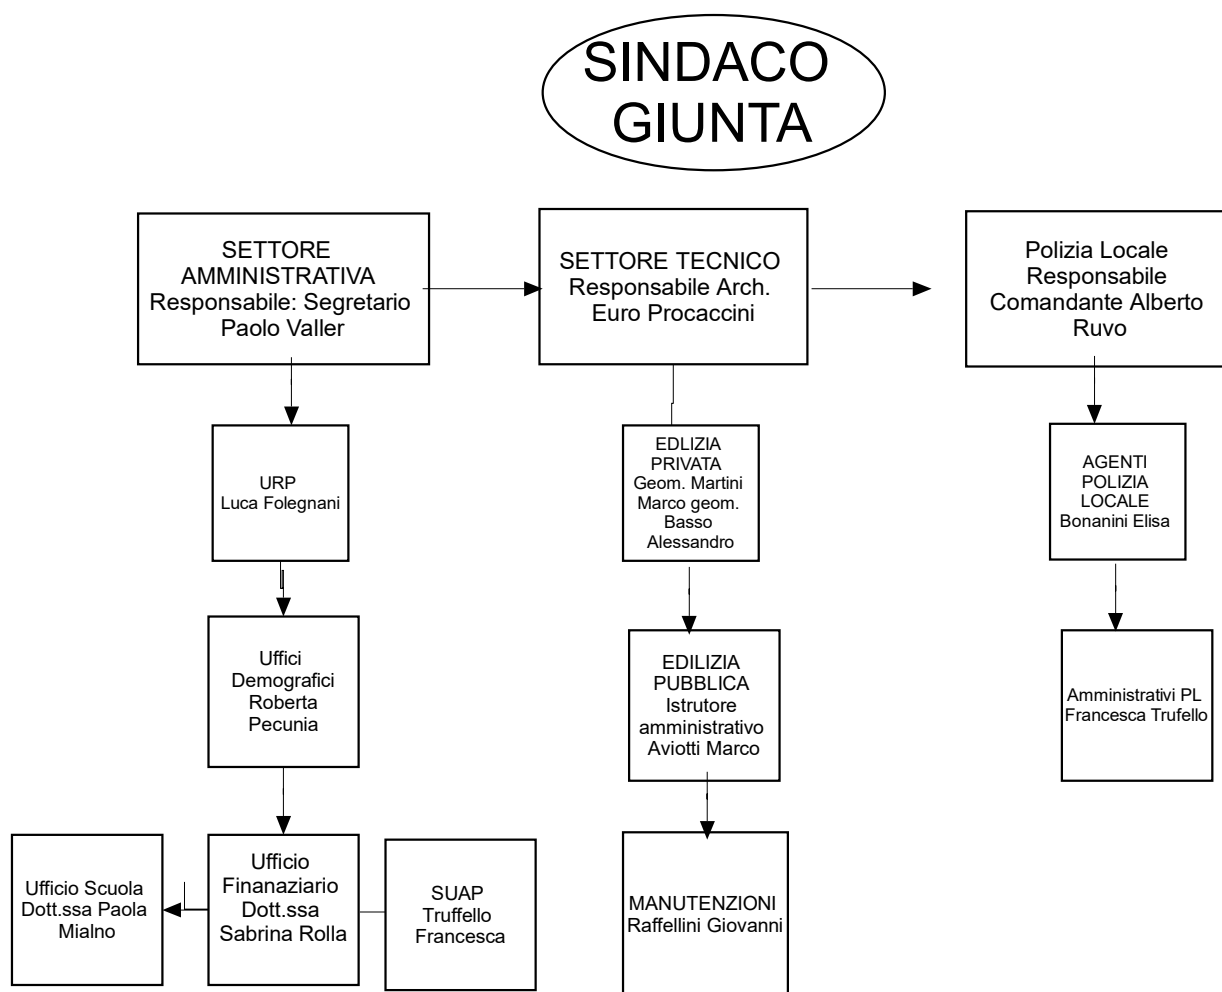 SINDACO
GIUNTA
SETTORE
AMMINISTRATIVA
Responsabile: Segretario
Paolo Valler
SETTORE TECNICO
Responsabile Arch.
Euro Procaccini
Polizia Locale
Responsabile
Comandante Alberto
Ruvo
URP
Luca Folegnani
EDLIZIA
PRIVATA
Geom. Martini
Marco geom.
Basso
Alessandro
AGENTI
POLIZIA
LOCALE
Bonanini Elisa
Uffici
Demografici
Roberta
Pecunia
EDILIZIA
PUBBLICA
Istrutore
amministrativo
Aviotti Marco
Amministrativi PL
Francesca Trufello
Ufficio Scuola
Dott.ssa Paola
Mialno
Ufficio
Finanaziario
Dott.ssa
Sabrina Rolla
SUAP
Truffello
Francesca
MANUTENZIONI
Raffellini Giovanni